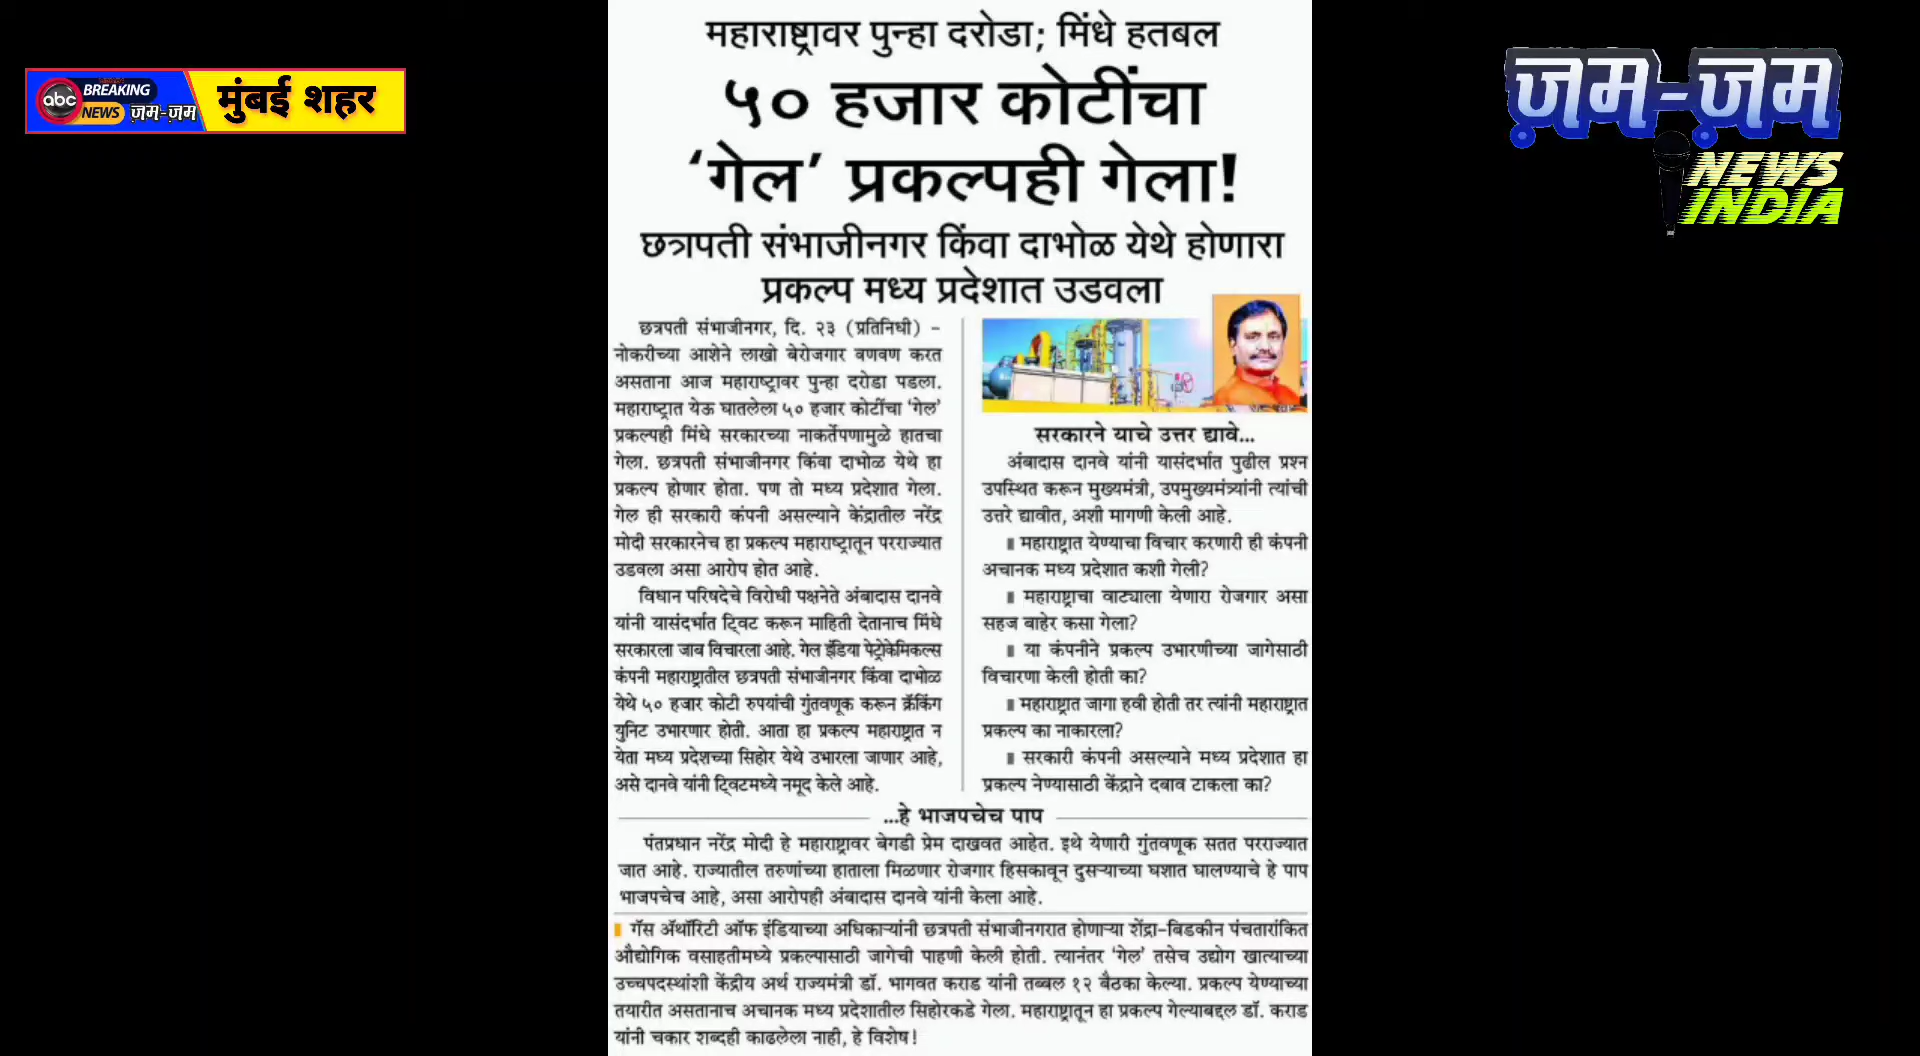 abc BREAKING NEWS ज़म-ज़म
मुंबई शहर
ज़म-ज़म
NEWS
INDIA
महाराष्ट्रावर पुन्हा दरोडा; मिंधे हतबल
५० हजार कोटींचा
‘गेल’ प्रकल्पही गेला!
छत्रपती संभाजीनगर किंवा दाभोळ येथे होणारा
प्रकल्प मध्य प्रदेशात उडवला
छत्रपती संभाजीनगर, दि. २३ (प्रतिनिधी) -
नोकरीच्या आशेने लाखो बेरोजगार वणवण करत
असताना आज महाराष्ट्रावर पुन्हा दरोडा पडला.
महाराष्ट्रात येऊ घातलेला ५० हजार कोटींचा ‘गेल’
प्रकल्पही मिंधे सरकारच्या नाकर्तेपणामुळे हातचा
गेला. छत्रपती संभाजीनगर किंवा दाभोळ येथे हा
प्रकल्प होणार होता. पण तो मध्य प्रदेशात गेला.
गेल ही सरकारी कंपनी असल्याने केंद्रातील नरेंद्र
मोदी सरकारनेच हा प्रकल्प महाराष्ट्रातून परराज्यात
उडवला असा आरोप होत आहे.
विधान परिषदेचे विरोधी पक्षनेते अंबादास दानवे
यांनी यासंदर्भात ट्विट करून माहिती देतानाच मिंधे
सरकारला जाब विचारला आहे. गेल इंडिया पेट्रोकेमिकल्स
कंपनी महाराष्ट्रातील छत्रपती संभाजीनगर किंवा दाभोळ
येथे ५० हजार कोटी रुपयांची गुंतवणूक करून क्रॅकिंग
युनिट उभारणार होती. आता हा प्रकल्प महाराष्ट्रात न
येता मध्य प्रदेशच्या सिहोर येथे उभारला जाणार आहे,
असे दानवे यांनी ट्विटमध्ये नमूद केले आहे.
सरकारने याचे उत्तर द्यावे...
अंबादास दानवे यांनी यासंदर्भात पुढील प्रश्न
उपस्थित करून मुख्यमंत्री, उपमुख्यमंत्र्यांनी त्यांची
उत्तरे द्यावीत, अशी मागणी केली आहे.
महाराष्ट्रात येण्याचा विचार करणारी ही कंपनी
अचानक मध्य प्रदेशात कशी गेली?
महाराष्ट्राचा वाट्याला येणारा रोजगार असा
सहज बाहेर कसा गेला?
या कंपनीने प्रकल्प उभारणीच्या जागेसाठी
विचारणा केली होती का?
महाराष्ट्रात जागा हवी होती तर त्यांनी महाराष्ट्रात
प्रकल्प का नाकारला?
सरकारी कंपनी असल्याने मध्य प्रदेशात हा
प्रकल्प नेण्यासाठी केंद्राने दबाव टाकला का?
...हे भाजपचेच पाप
पंतप्रधान नरेंद्र मोदी हे महाराष्ट्रावर बेगडी प्रेम दाखवत आहेत. इथे येणारी गुंतवणूक सतत परराज्यात
जात आहे. राज्यातील तरुणांच्या हाताला मिळणार रोजगार हिसकावून दुसऱ्याच्या घशात घालण्याचे हे पाप
भाजपचेच आहे, असा आरोपही अंबादास दानवे यांनी केला आहे.
गॅस अ‍ॅथॉरिटी ऑफ इंडियाच्या अधिकाऱ्यांनी छत्रपती संभाजीनगरात होणाऱ्या शेंद्रा-बिडकीन पंचतारांकित
औद्योगिक वसाहतीमध्ये प्रकल्पासाठी जागेची पाहणी केली होती. त्यानंतर ‘गेल’ तसेच उद्योग खात्याच्या
उच्चपदस्थांशी केंद्रीय अर्थ राज्यमंत्री डॉ. भागवत कराड यांनी तब्बल १२ बैठका केल्या. प्रकल्प येण्याच्या
तयारीत असतानाच अचानक मध्य प्रदेशातील सिहोरकडे गेला. महाराष्ट्रातून हा प्रकल्प गेल्याबद्दल डॉ. कराड
यांनी चकार शब्दही काढलेला नाही, हे विशेष!